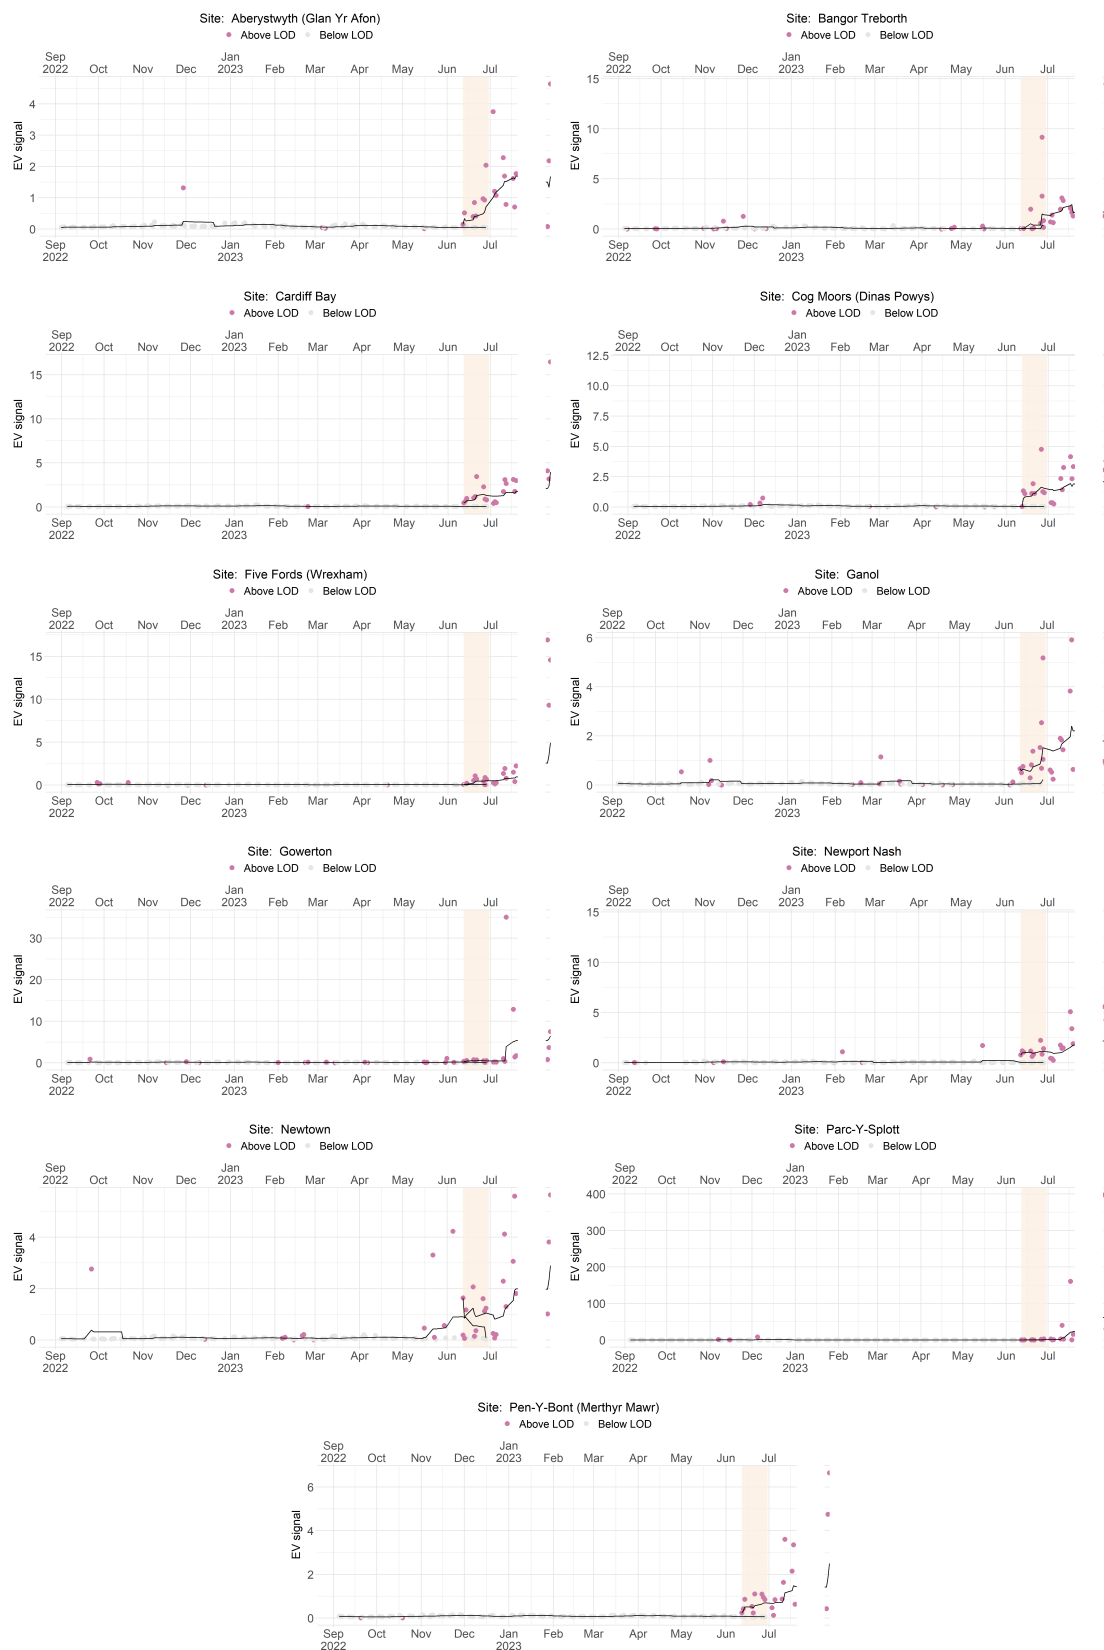 Site: Aberystwyth (Glan Yr Afon)
Above LOD Below LOD
Sep Jan
2022 Oct Nov Dec 2023 Feb Mar Apr May Jun Jul
4
3
2
1
0
EV signal
Sep Oct Nov Dec Jan Feb Mar Apr May Jun Jul
2022 2023
Site: Bangor Treborth
Above LOD Below LOD
Sep Jan
2022 Oct Nov Dec 2023 Feb Mar Apr May Jun Jul
15
10
5
0
EV signal
Sep Oct Nov Dec Jan Feb Mar Apr May Jun Jul
2022 2023
Site: Cardiff Bay
Above LOD Below LOD
Sep Jan
2022 Oct Nov Dec 2023 Feb Mar Apr May Jun Jul
15
10
5
0
EV signal
Sep Oct Nov Dec Jan Feb Mar Apr May Jun Jul
2022 2023
Site: Cog Moors (Dinas Powys)
Above LOD Below LOD
Sep Jan
2022 Oct Nov Dec 2023 Feb Mar Apr May Jun Jul
12.5
10.0
7.5
5.0
2.5
0.0
EV signal
Sep Oct Nov Dec Jan Feb Mar Apr May Jun Jul
2022 2023
Site: Five Fords (Wrexham)
Above LOD Below LOD
Sep Jan
2022 Oct Nov Dec 2023 Feb Mar Apr May Jun Jul
15
10
5
0
EV signal
Sep Oct Nov Dec Jan Feb Mar Apr May Jun Jul
2022 2023
Site: Ganol
Above LOD Below LOD
Sep Jan
2022 Oct Nov Dec 2023 Feb Mar Apr May Jun Jul
6
4
2
0
EV signal
Sep Oct Nov Dec Jan Feb Mar Apr May Jun Jul
2022 2023
Site: Gowerton
Above LOD Below LOD
Sep Jan
2022 Oct Nov Dec 2023 Feb Mar Apr May Jun Jul
30
20
10
0
EV signal
Sep Oct Nov Dec Jan Feb Mar Apr May Jun Jul
2022 2023
Site: Newport Nash
Above LOD Below LOD
Sep Jan
2022 Oct Nov Dec 2023 Feb Mar Apr May Jun Jul
15
10
5
0
EV signal
Sep Oct Nov Dec Jan Feb Mar Apr May Jun Jul
2022 2023
Site: Newtown
Above LOD Below LOD
Sep Jan
2022 Oct Nov Dec 2023 Feb Mar Apr May Jun Jul
4
2
0
EV signal
Sep Oct Nov Dec Jan Feb Mar Apr May Jun Jul
2022 2023
Site: Parc-Y-Splott
Above LOD Below LOD
Sep Jan
2022 Oct Nov Dec 2023 Feb Mar Apr May Jun Jul
400
300
200
100
0
EV signal
Sep Oct Nov Dec Jan Feb Mar Apr May Jun Jul
2022 2023
Site: Pen-Y-Bont (Merthyr Mawr)
Above LOD Below LOD
Sep Jan
2022 Oct Nov Dec 2023 Feb Mar Apr May Jun Jul
6
4
2
0
EV signal
Sep Oct Nov Dec Jan Feb Mar Apr May Jun Jul
2022 2023